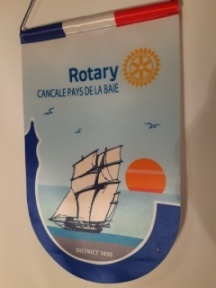 Rotary
CANCALE PAYS DE LA BAIE
DISTRICT 1650